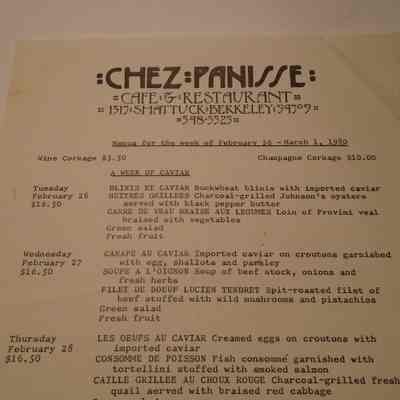 CHEZ PANISSE
CAFE & RESTAURANT
1517 SHATTUCK BERKELEY 94709
548-5525
Menus for the week of February 26 - March 1, 1980
Wine Corkage $3.50 Champagne Corkage $10.00
A WEEK OF CAVIAR
Tuesday
February 26
$16.50
BLINIS ET CAVIAR Buckwheat blinis with imported caviar
HUITRES GRILLEES Charcoal-grilled Johnson's oysters
served with black pepper butter
CARRE DE VEAU BRAISE AUX LEGUMES Loin of Provini veal
braised with vegetables
Green salad
Fresh fruit
Wednesday
February 27
$16.50
CANAPE AU CAVIAR Imported caviar on croutons garnished
with egg, shallots and parsley
SOUPE A L'OIGNON Soup of beef stock, onions and
fresh herbs
FILET DE BOEUF LUCIEN TENDRET Spit-roasted filet of
beef stuffed with wild mushrooms and pistachios
Green salad
Fresh fruit
Thursday
February 28
$16.50
LES OEUFS AU CAVIAR Creamed eggs on croutons with
imported caviar
CONSOMME DE POISSON Fish consommé garnished with
tortellini stuffed with smoked salmon
CAILLE GRILLEE AU CHOUX ROUGE Charcoal-grilled fresh
quail served with braised red cabbage